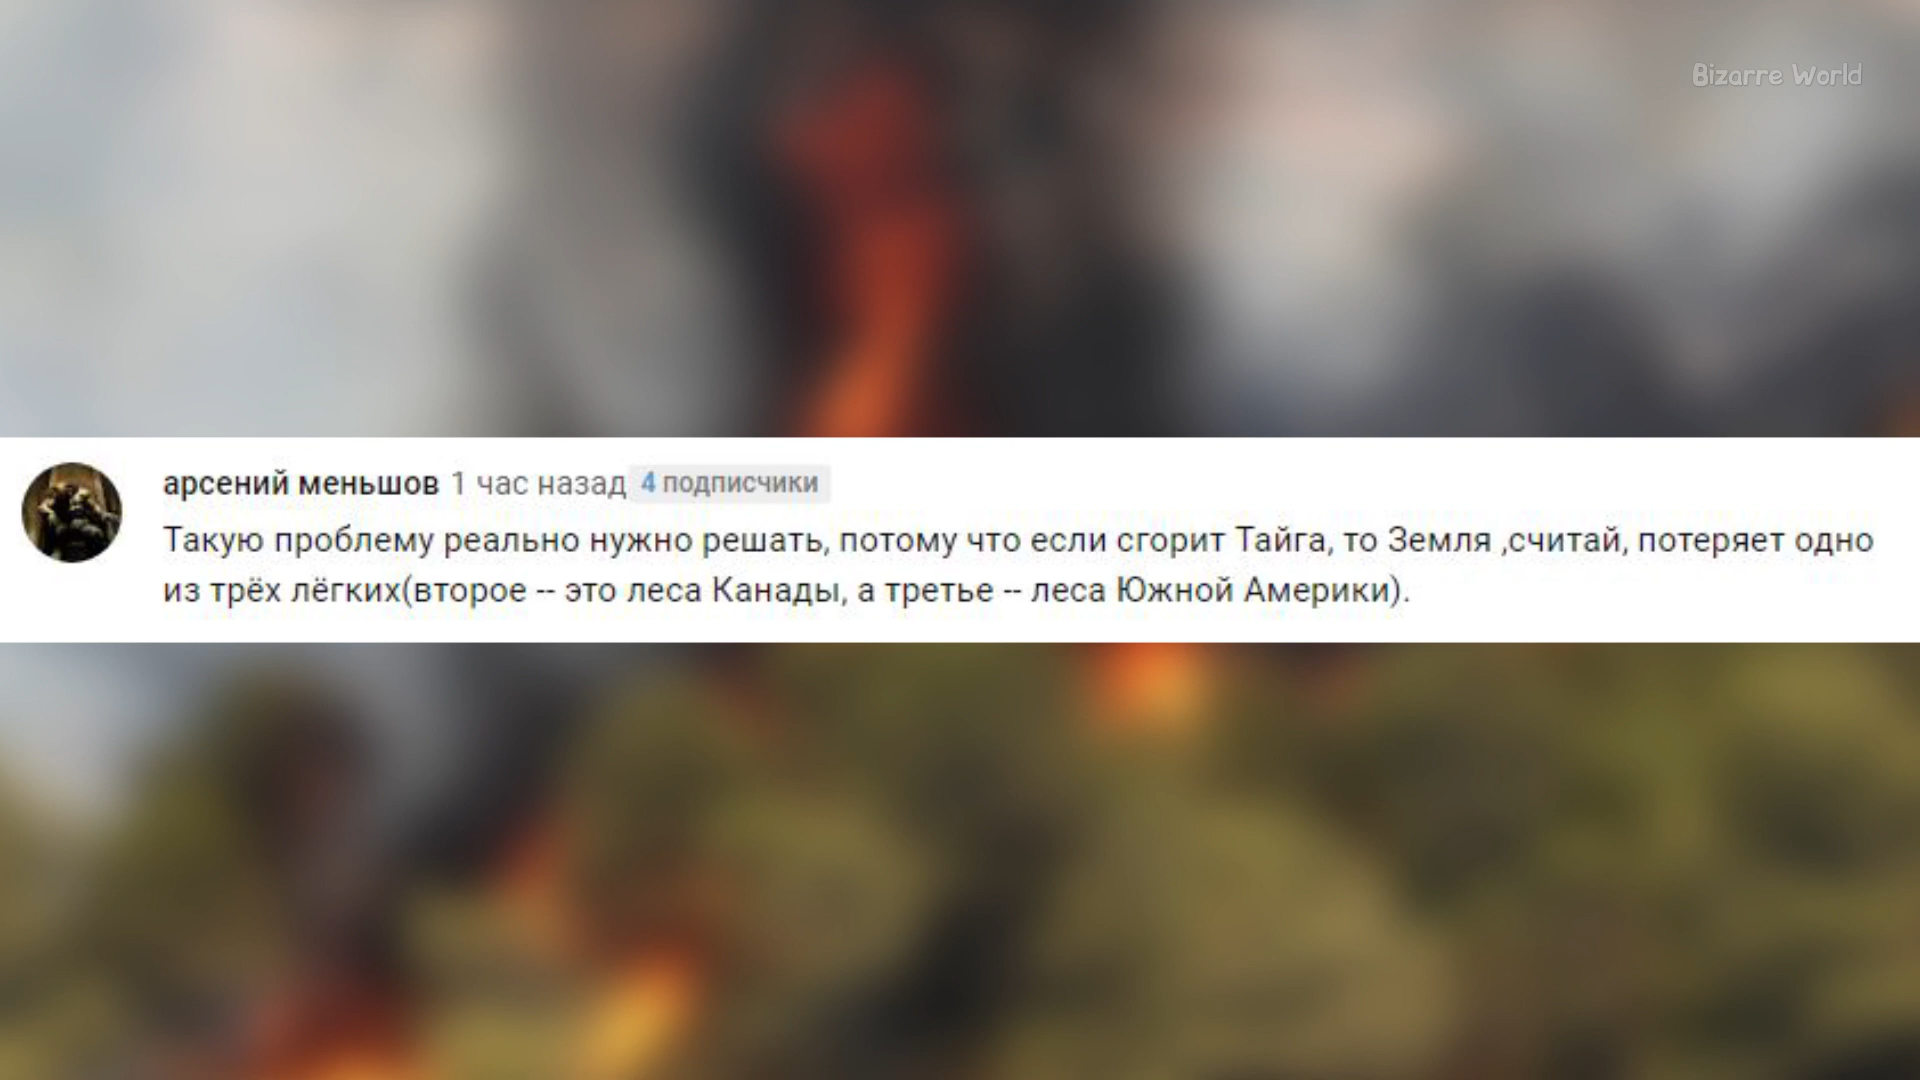 Bizarre World
арсений меньшов 1 час назад 4 подписчики
Такую проблему реально нужно решать, потому что если сгорит Тайга, то Земля ,считай, потеряет одно
из трёх лёгких(второе -- это леса Канады, а третье -- леса Южной Америки).